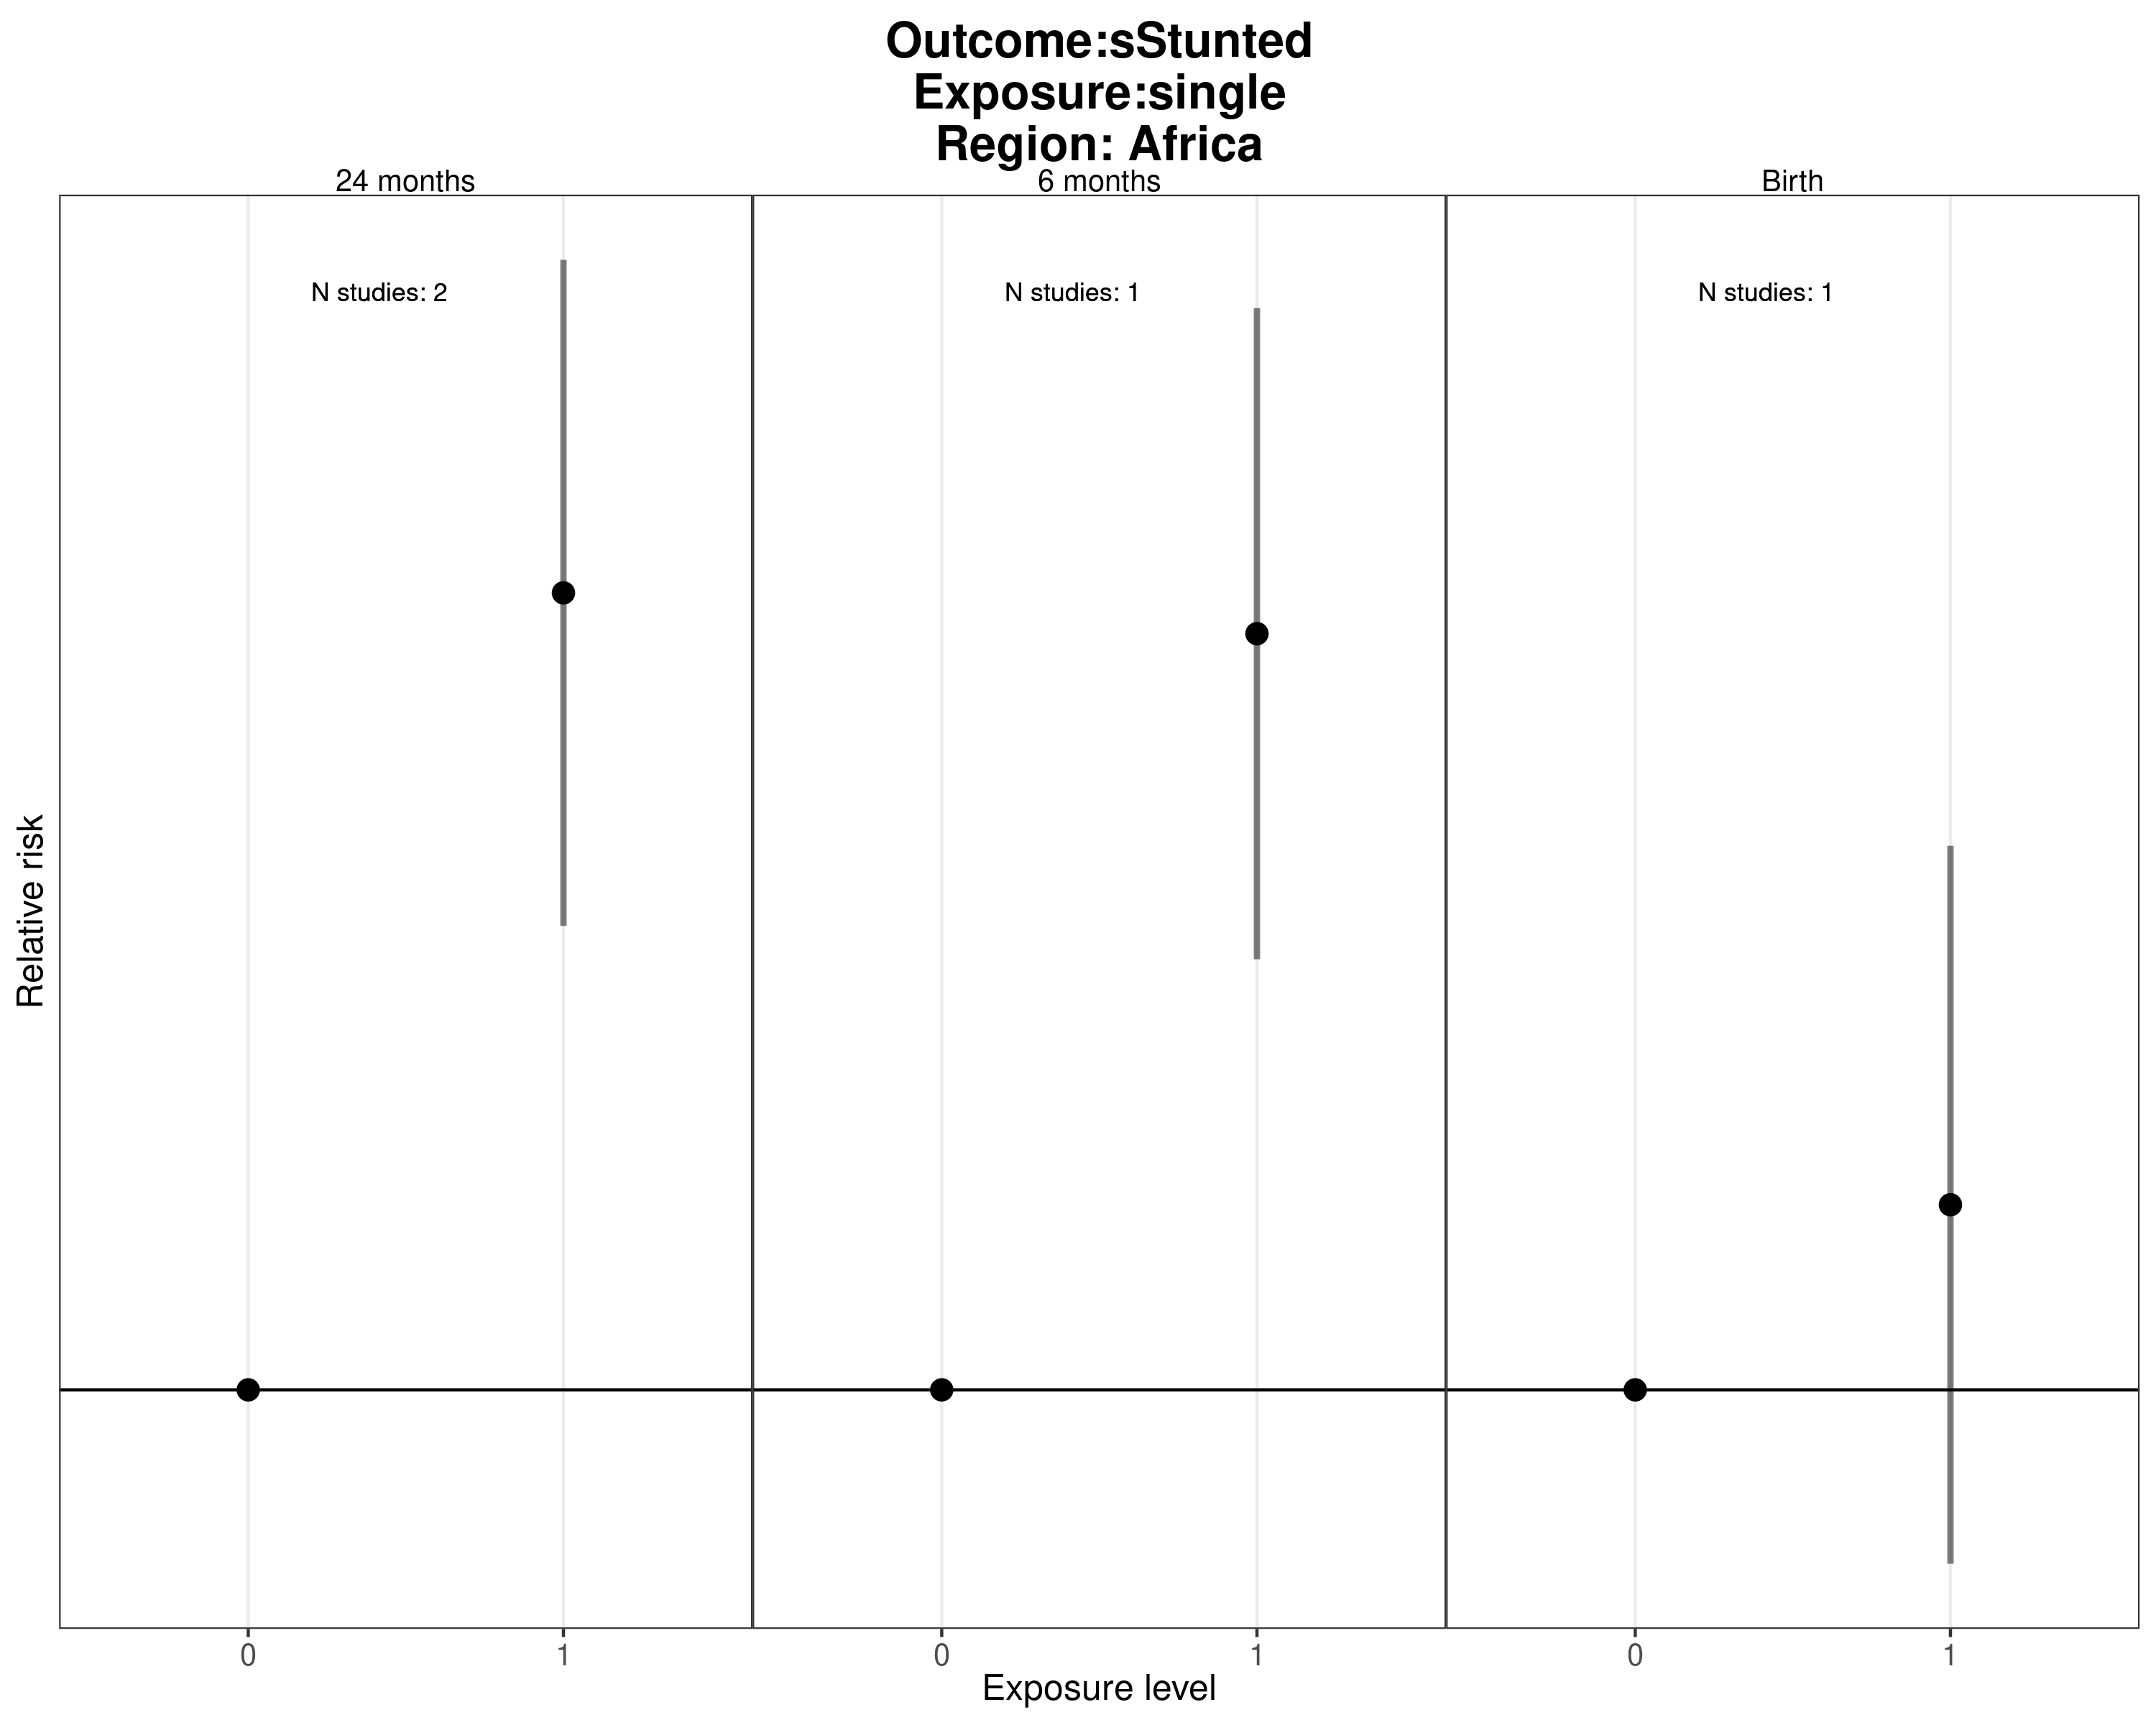 Outcome:sStunted
Exposure:single
Region: Africa
24 months
6 months
Birth
N studies: 2
N studies: 1
N studies: 1
Relative risk
0
1
0
1
0
1
Exposure level